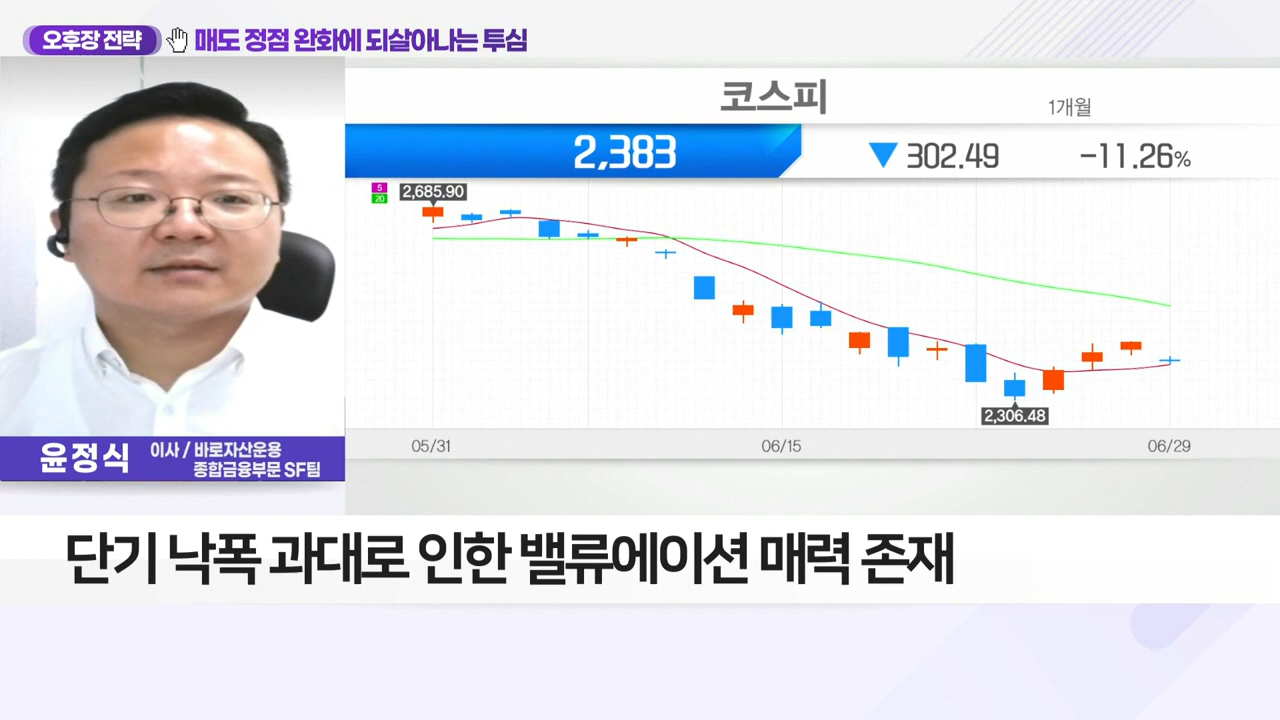 오후장 전략
매도 정점 완화에 되살아나는 투심
코스피
1개월
2,383
▼ 302.49
-11.26%
5
20
2,685.90
2,306.48
05/31
06/15
06/29
윤정식
이사 / 바로자산운용
종합금융부문 SF팀
단기 낙폭 과대로 인한 밸류에이션 매력 존재